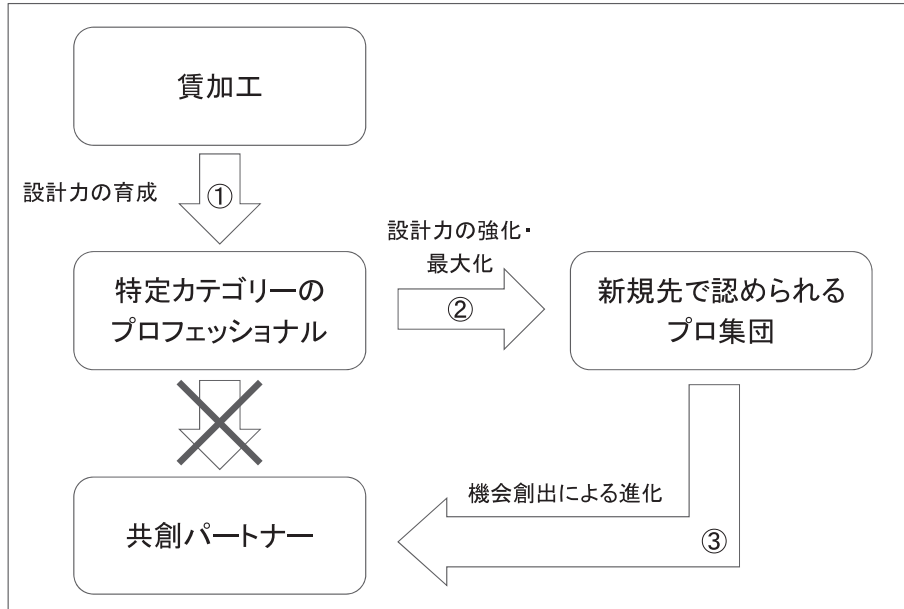 賃加工
設計力の育成
①
特定カテゴリーの
プロフェッショナル
設計力の強化・
最大化
②
新規先で認められる
プロ集団
機会創出による進化
③
共創パートナー